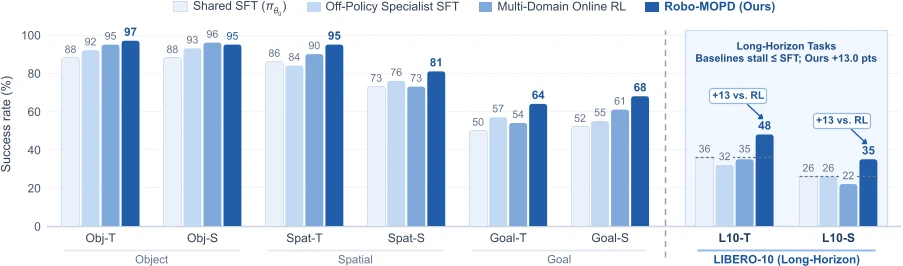 Shared SFT (πθ₀) Off-Policy Specialist SFT Multi-Domain Online RL Robo-MOPD (Ours)
Success rate (%)
100
80
60
40
20
0
88 92 95 97
88 93 96 95
86 84 90 95
73 76 73 81
50 57 54 64
52 55 61 68
Long-Horizon Tasks
Baselines stall ≤ SFT; Ours +13.0 pts
+13 vs. RL
36 32 35 48
+13 vs. RL
26 26 22 35
Obj-T Obj-S Spat-T Spat-S Goal-T Goal-S L10-T L10-S
Object Spatial Goal LIBERO-10 (Long-Horizon)